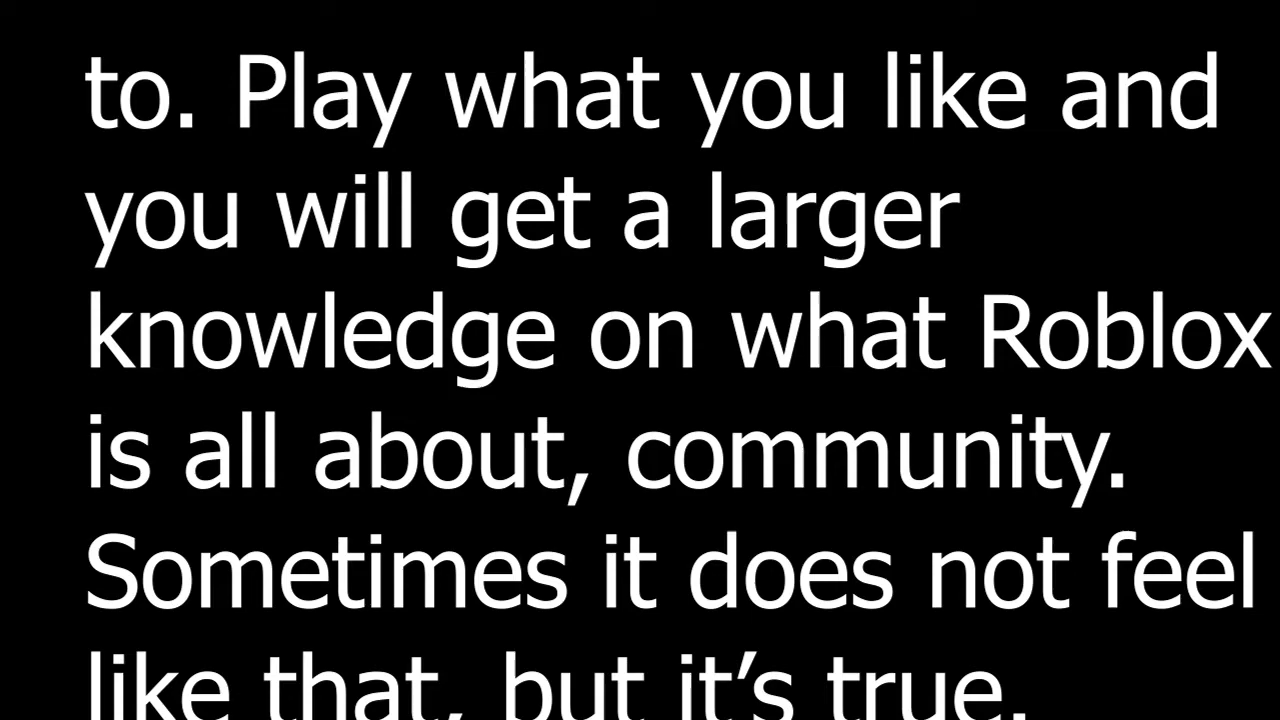 to. Play what you like and
you will get a larger
knowledge on what Roblox
is all about, community.
Sometimes it does not feel
like that, but it’s true.